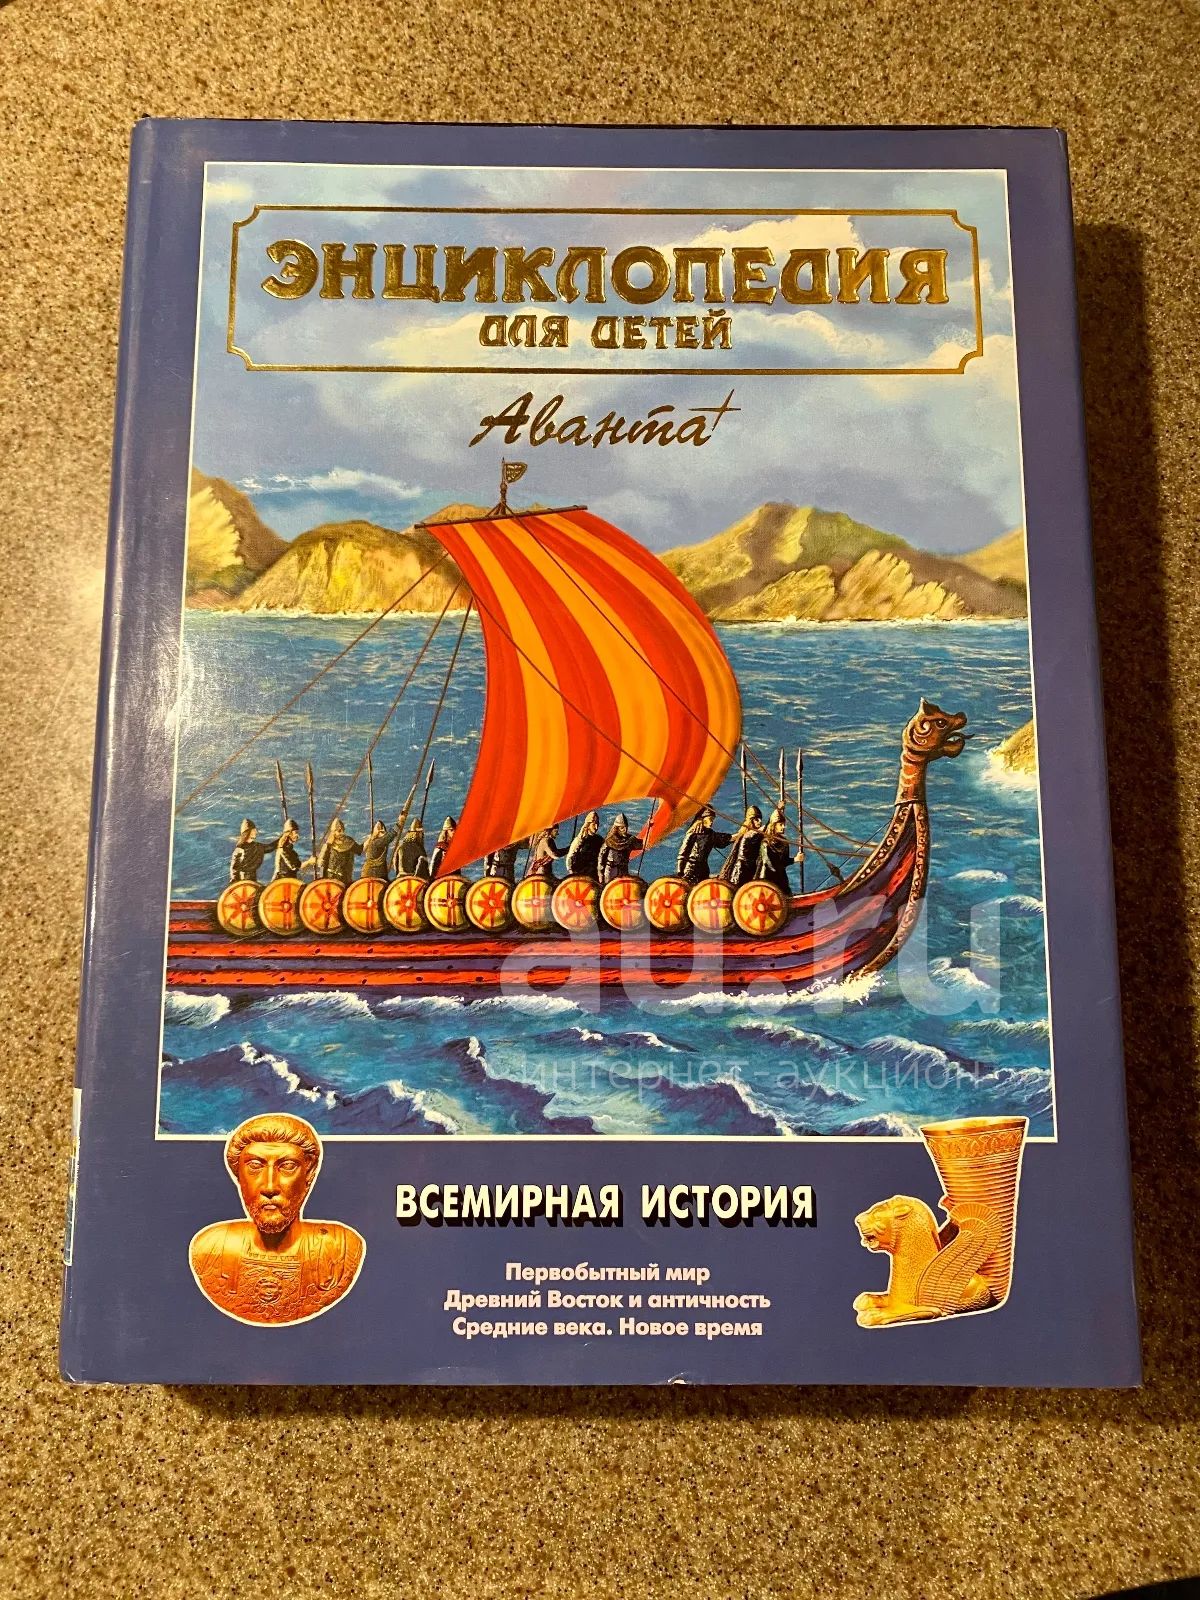 ЭНЦИКЛОПЕДИЯ
ДЛЯ ДЕТЕЙ
Аванта+
au.ru
интернет-аукцион
ВСЕМИРНАЯ ИСТОРИЯ
Первобытный мир
Древний Восток и античность
Средние века. Новое время